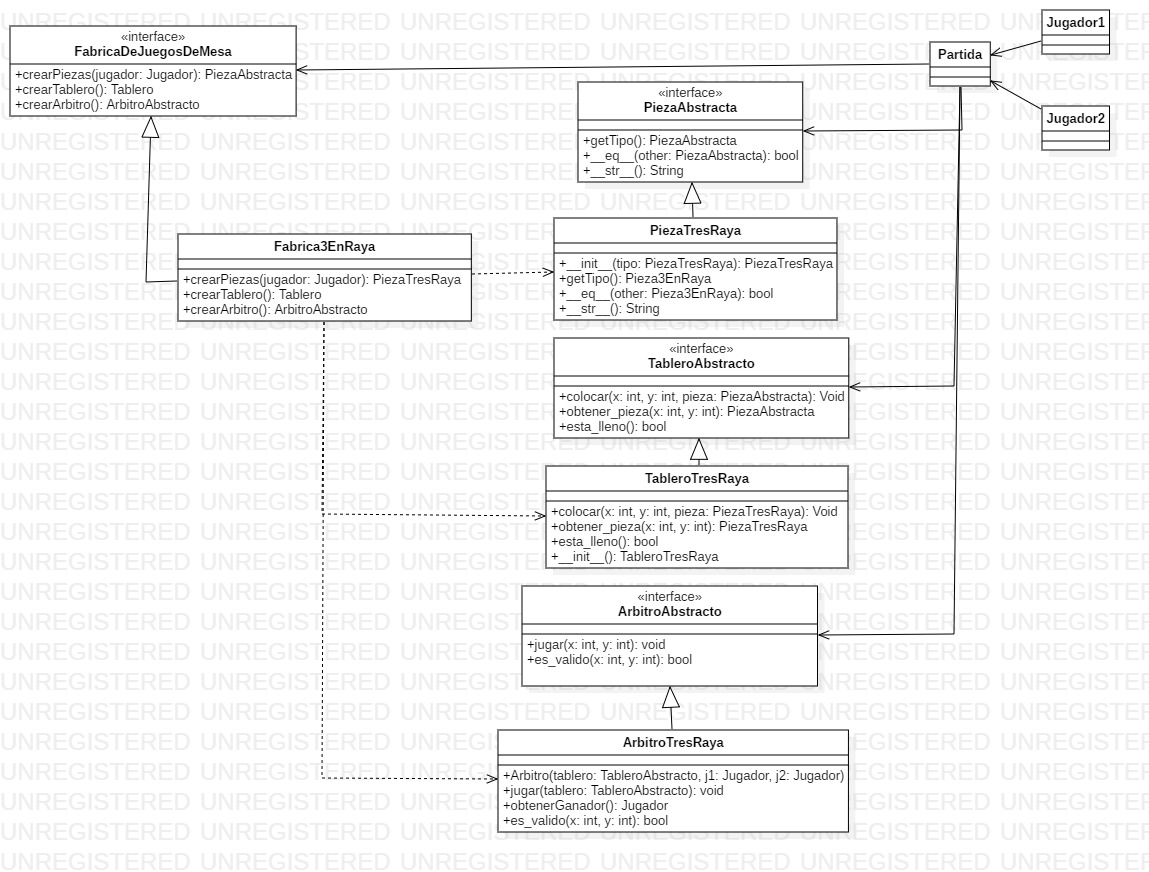 «interface»
FabricaDeJuegosDeMesa
+crearPiezas(jugador: Jugador): PiezaAbstracta
+crearTablero(): Tablero
+crearArbitro(): ArbitroAbstracto
Partida
Jugador1
Jugador2
«interface»
PiezaAbstracta
+getTipo(): PiezaAbstracta
+__eq__(other: PiezaAbstracta): bool
+__str__(): String
Fabrica3EnRaya
+crearPiezas(jugador: Jugador): PiezaTresRaya
+crearTablero(): Tablero
+crearArbitro(): ArbitroAbstracto
PiezaTresRaya
+__init__(tipo: PiezaTresRaya): PiezaTresRaya
+getTipo(): Pieza3EnRaya
+__eq__(other: Pieza3EnRaya): bool
+__str__(): String
«interface»
TableroAbstracto
+colocar(x: int, y: int, pieza: PiezaAbstracta): Void
+obtener_pieza(x: int, y: int): PiezaAbstracta
+esta_lleno(): bool
TableroTresRaya
+colocar(x: int, y: int, pieza: PiezaTresRaya): Void
+obtener_pieza(x: int, y: int): PiezaTresRaya
+esta_lleno(): bool
+__init__(): TableroTresRaya
«interface»
ArbitroAbstracto
+jugar(x: int, y: int): void
+es_valido(x: int, y: int): bool
ArbitroTresRaya
+Arbitro(tablero: TableroAbstracto, j1: Jugador, j2: Jugador)
+jugar(tablero: TableroAbstracto): void
+obtenerGanador(): Jugador
+es_valido(x: int, y: int): bool
UNREGISTERED